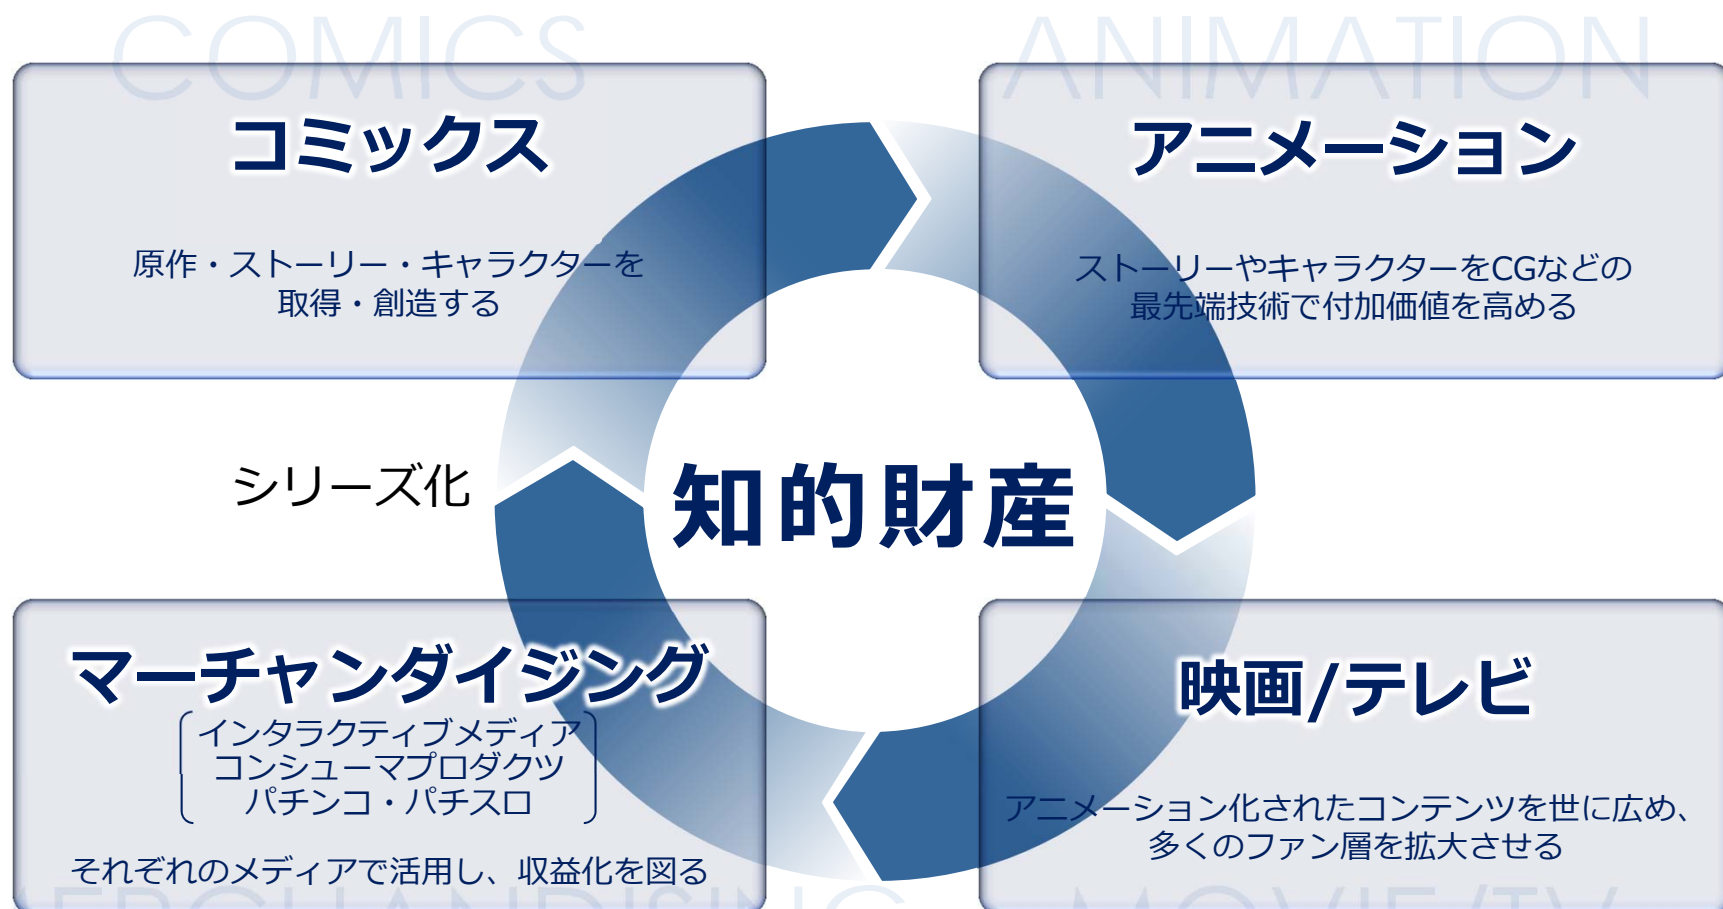 COMICS
コミックス
原作・ストーリー・キャラクターを
取得・創造する
ANIMATION
アニメーション
ストーリーやキャラクターをCGなどの
最先端技術で付加価値を高める
シリーズ化
知的財産
マーチャンダイジング
インタラクティブメディア
コンシューマプロダクツ
パチンコ・パチスロ
それぞれのメディアで活用し、収益化を図る
MERCHANDISING
映画/テレビ
アニメーション化されたコンテンツを世に広め、
多くのファン層を拡大させる
MOVIE/TV